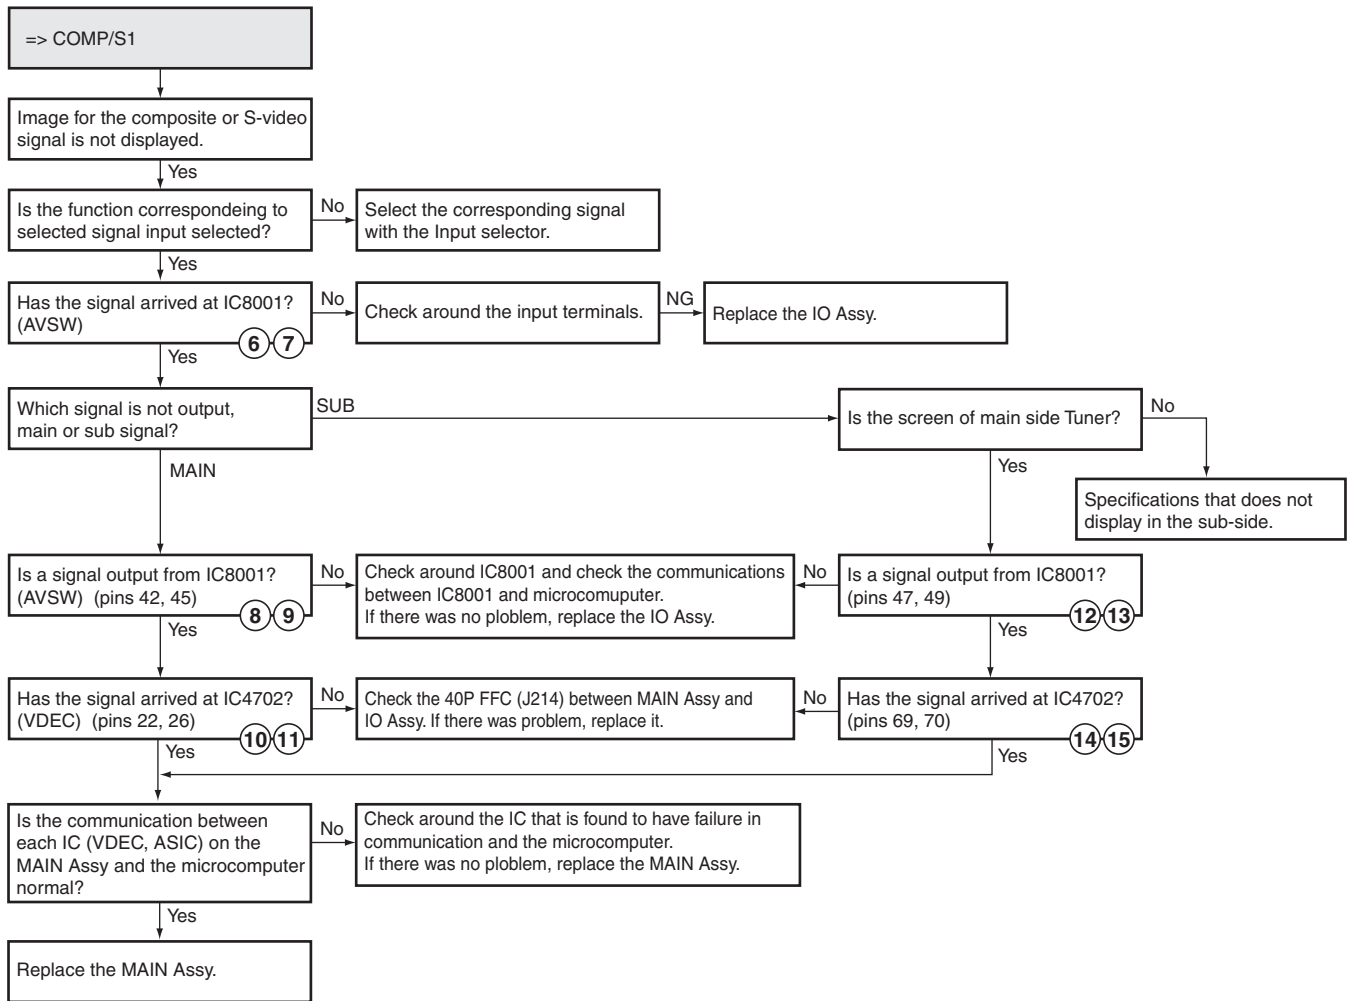 => COMP/S1
Image for the composite or S-video
signal is not displayed.
Yes
Is the function correspondeing to
selected signal input selected?
No
Select the corresponding signal
with the Input selector.
Yes
Has the signal arrived at IC8001?
(AVSW)
6 7
No
Check around the input terminals.
NG
Replace the IO Assy.
Yes
Which signal is not output,
main or sub signal?
SUB
Is the screen of main side Tuner?
No
Specifications that does not
display in the sub-side.
MAIN
Yes
Is a signal output from IC8001?
(AVSW) (pins 42, 45)
8 9
No
Check around IC8001 and check the communications
between IC8001 and microcomuputer.
If there was no ploblem, replace the IO Assy.
No
Is a signal output from IC8001?
(pins 47, 49)
12 13
Yes
Yes
Has the signal arrived at IC4702?
(VDEC) (pins 22, 26)
10 11
No
Check the 40P FFC (J214) between MAIN Assy and
IO Assy. If there was problem, replace it.
No
Has the signal arrived at IC4702?
(pins 69, 70)
14 15
Yes
Yes
Is the communication between
each IC (VDEC, ASIC) on the
MAIN Assy and the microcomputer
normal?
No
Check around the IC that is found to have failure in
communication and the microcomputer.
If there was no ploblem, replace the MAIN Assy.
Yes
Replace the MAIN Assy.